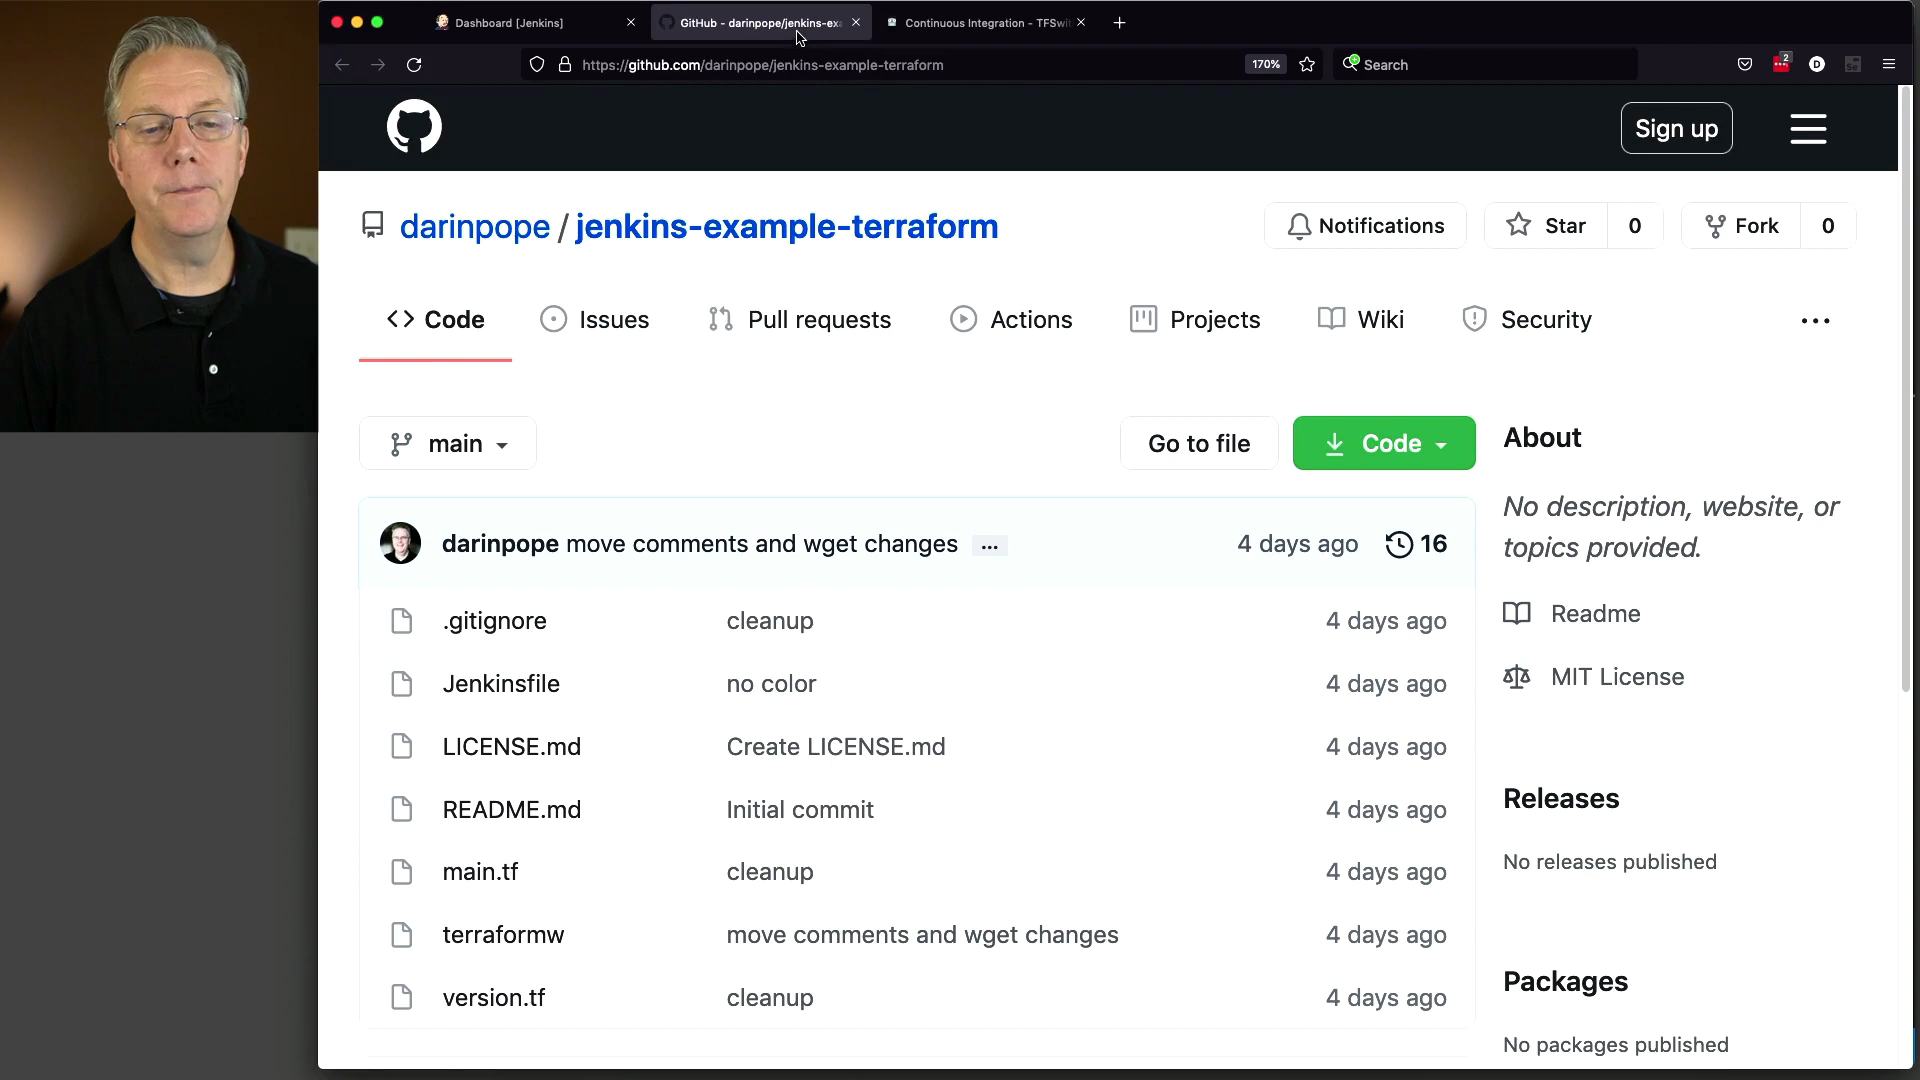 Dashboard [Jenkins]
GitHub - darinpope/jenkins-ex
Continuous Integration - TFSwit
https://github.com/darinpope/jenkins-example-terraform
170%
Search
2
D
Sign up
darinpope / jenkins-example-terraform
Notifications
Star 0
Fork 0
Code
Issues
Pull requests
Actions
Projects
Wiki
Security
...
main
Go to file
Code
darinpope move comments and wget changes ... 4 days ago 16
.gitignore cleanup 4 days ago
Jenkinsfile no color 4 days ago
LICENSE.md Create LICENSE.md 4 days ago
README.md Initial commit 4 days ago
main.tf cleanup 4 days ago
terraformw move comments and wget changes 4 days ago
version.tf cleanup 4 days ago
About
No description, website, or
topics provided.
Readme
MIT License
Releases
No releases published
Packages
No packages published